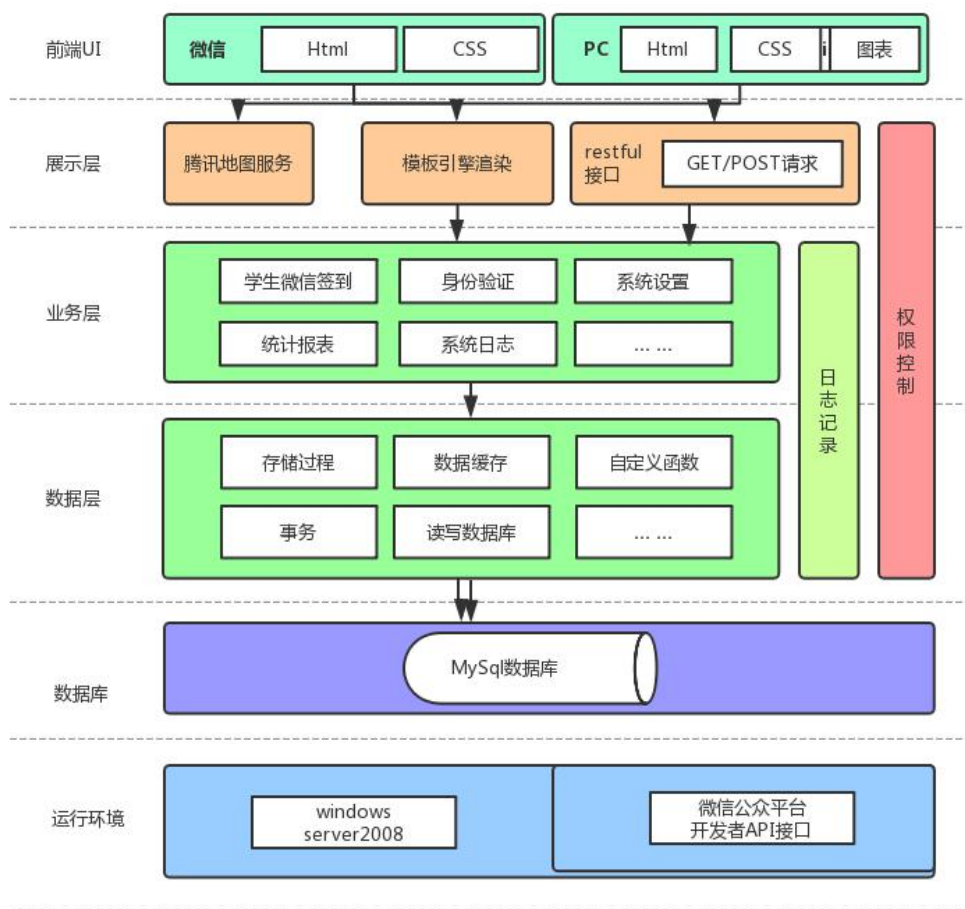 前端UI
微信
Html
CSS
PC
Html
CSS
i
图表
展示层
腾讯地图服务
模板引擎渲染
restful
接口
GET/POST请求
业务层
学生微信签到
身份验证
系统设置
统计报表
系统日志
... ...
日志记录
权限控制
数据层
存储过程
数据缓存
自定义函数
事务
读写数据库
... ...
数据库
MySql数据库
运行环境
windows
server2008
微信公众平台
开发者API接口